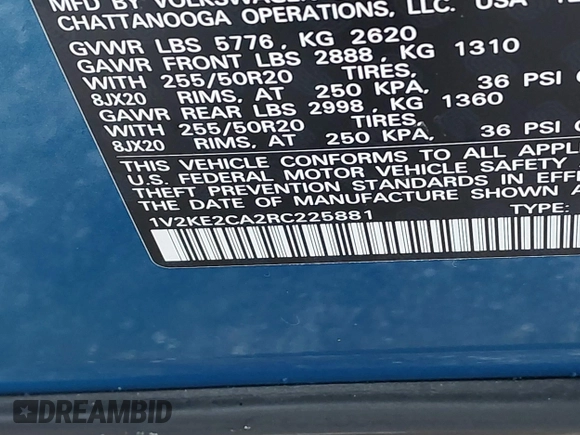 MFD BY VOLKSWAGEN
CHATTANOOGA OPERATIONS, LLC. USA
GVWR LBS 5776 , KG 2620
GAWR FRONT LBS 2888 , KG 1310
WITH 255/50R20 TIRES,
8JX20 RIMS, AT 250 KPA, 36 PSI
GAWR REAR LBS 2998 , KG 1360
WITH 255/50R20 TIRES,
8JX20 RIMS, AT 250 KPA, 36 PSI
THIS VEHICLE CONFORMS TO ALL
U.S. FEDERAL MOTOR VEHICLE SAFETY
THEFT PREVENTION STANDARDS IN
THE DATE OF MANUFACTURE SHOWN
1V2KE2CA2RC225881 TYPE:
DREAMBID